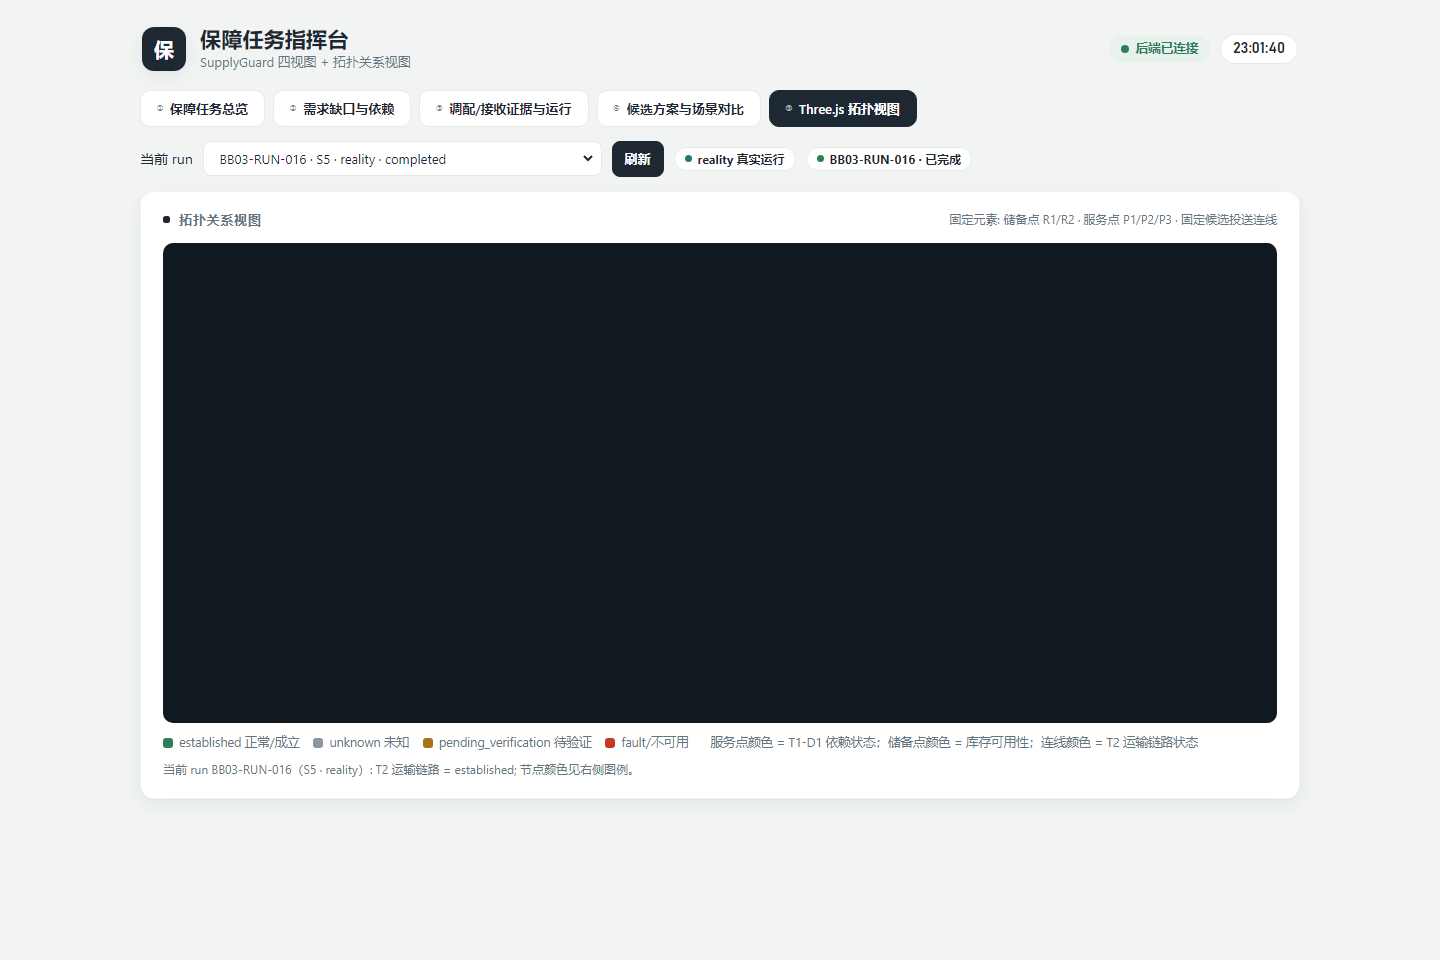 保
保障任务指挥台
SupplyGuard 四视图 + 拓扑关系视图
后端已连接
23:01:40
① 保障任务总览
② 需求缺口与依赖
③ 调配/接收证据与运行
④ 候选方案与场景对比
⑤ Three.js 拓扑视图
当前 run
BB03-RUN-016 · S5 · reality · completed
刷新
reality 真实运行
BB03-RUN-016 · 已完成
拓扑关系视图
固定元素: 储备点 R1/R2 · 服务点 P1/P2/P3 · 固定候选投送连线
established 正常/成立
unknown 未知
pending_verification 待验证
fault/不可用
服务点颜色 = T1-D1 依赖状态；储备点颜色 = 库存可用性；连线颜色 = T2 运输链路状态
当前 run BB03-RUN-016（S5 · reality）: T2 运输链路 = established; 节点颜色见右侧图例。